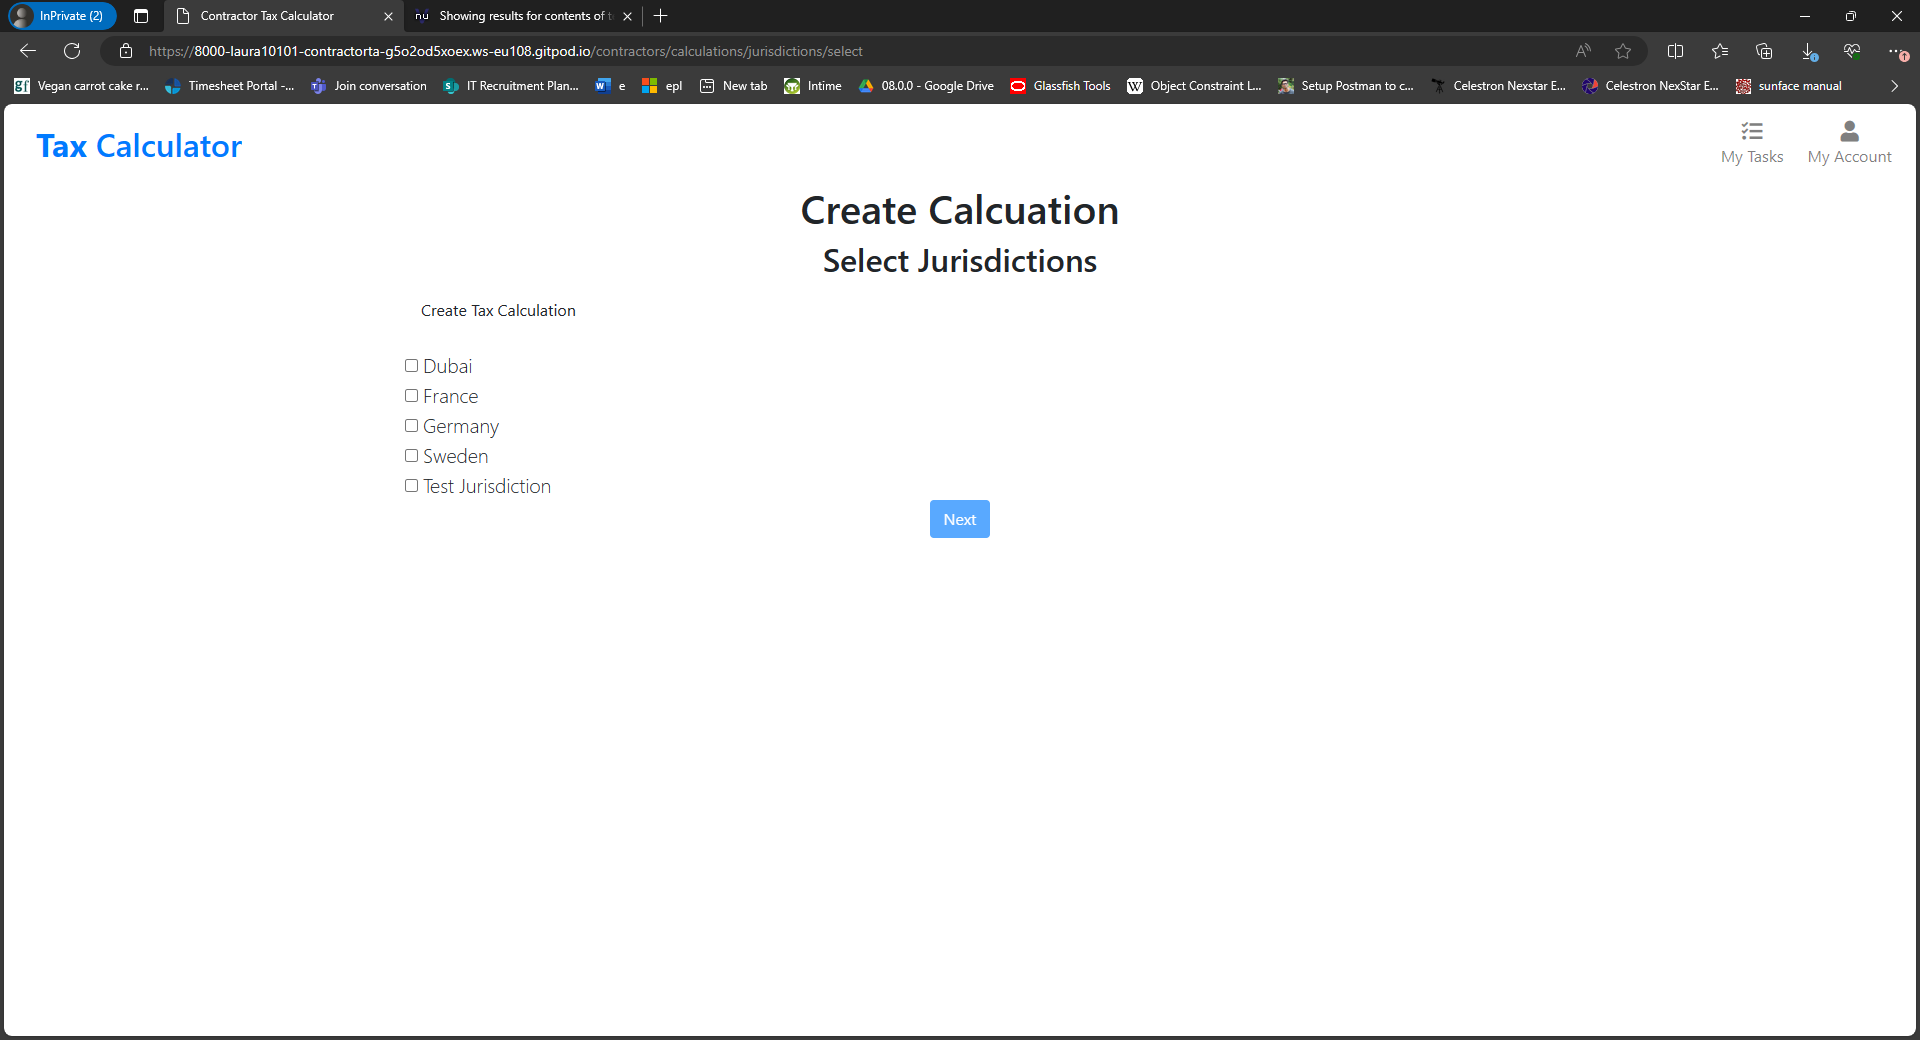 InPrivate (2)
Contractor Tax Calculator
nu
Showing results for contents of t
https://8000-laura10101-contractorta-g5o2od5xoex.ws-eu108.gitpod.io/contractors/calculations/jurisdictions/select
gf Vegan carrot cake r... Timesheet Portal -... Join conversation IT Recruitment Plan... e epl New tab Intime 08.0.0 - Google Drive Glassfish Tools W Object Constraint L... Setup Postman to c... Celestron Nexstar E... Celestron NexStar E... sunface manual
Tax Calculator
My Tasks
My Account
Create Calcuation
Select Jurisdictions
Create Tax Calculation
Dubai
France
Germany
Sweden
Test Jurisdiction
Next